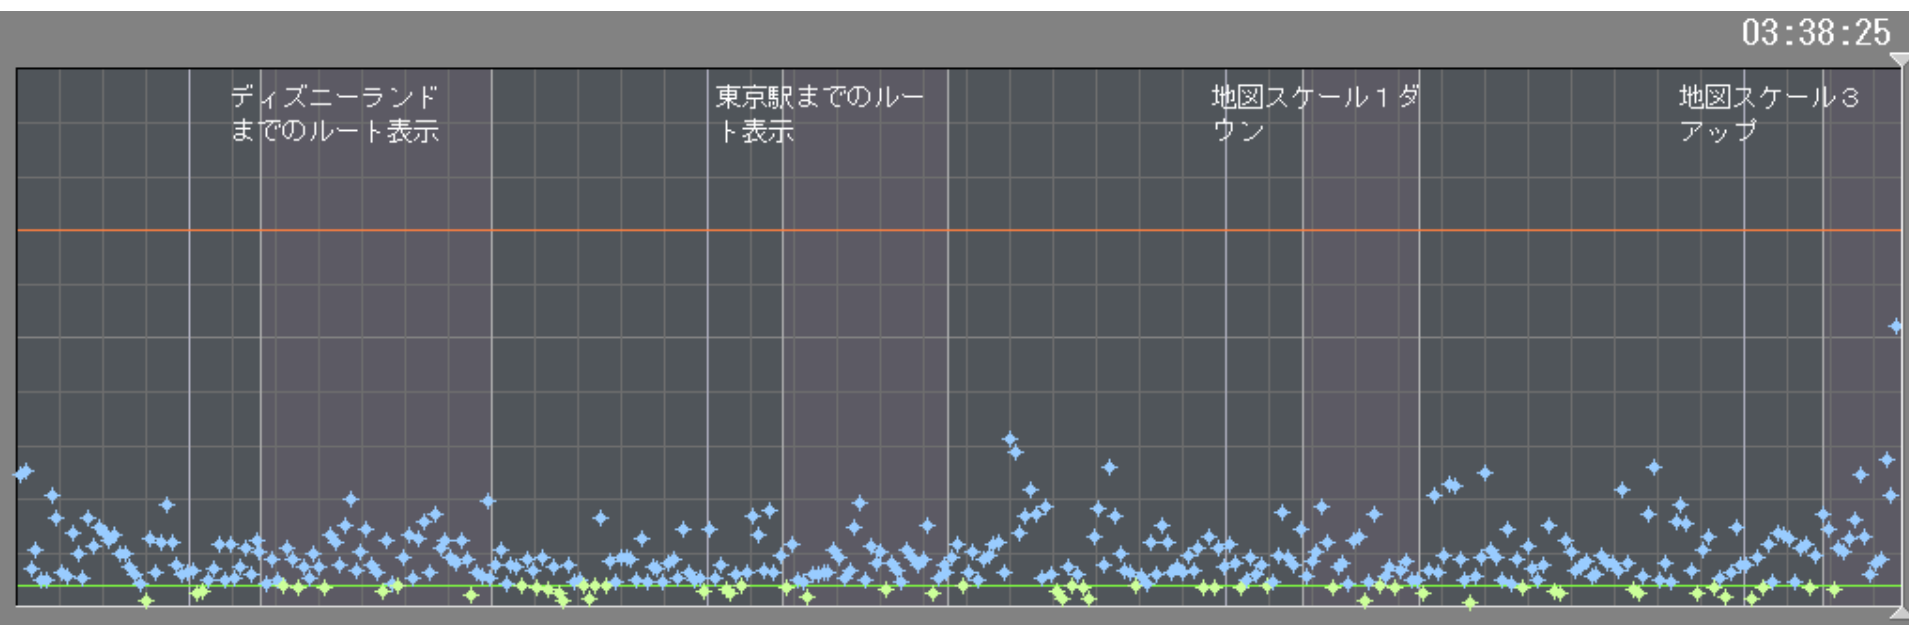 03:38:25
ディズニーランド
までのルート表示
東京駅までのルー
ト表示
地図スケール１ダ
ウン
地図スケール３
アップ